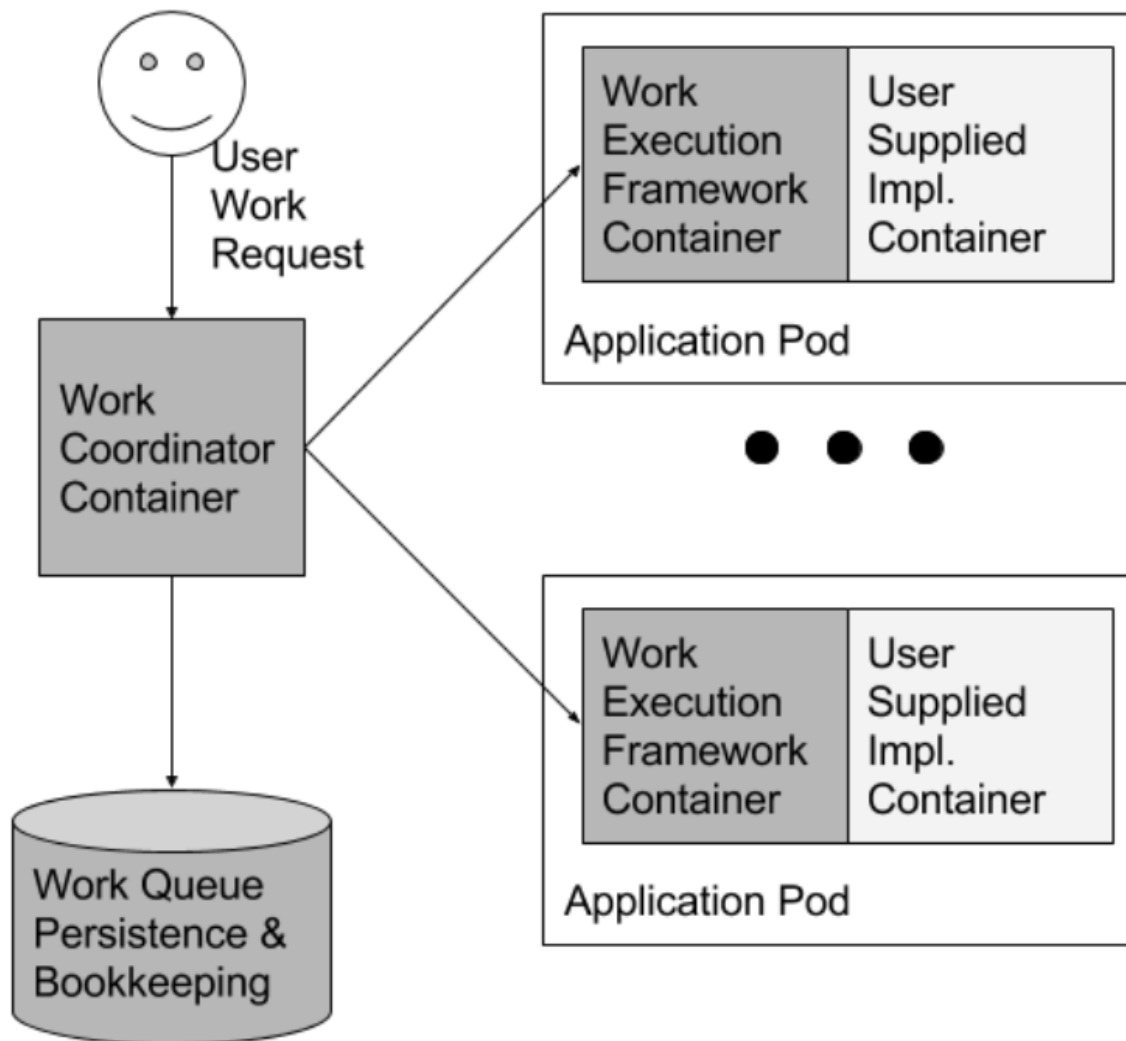 User
Work
Request
Work
Coordinator
Container
Work Queue
Persistence &
Bookkeeping
Work
Execution
Framework
Container
User
Supplied
Impl.
Container
Application Pod
Work
Execution
Framework
Container
User
Supplied
Impl.
Container
Application Pod